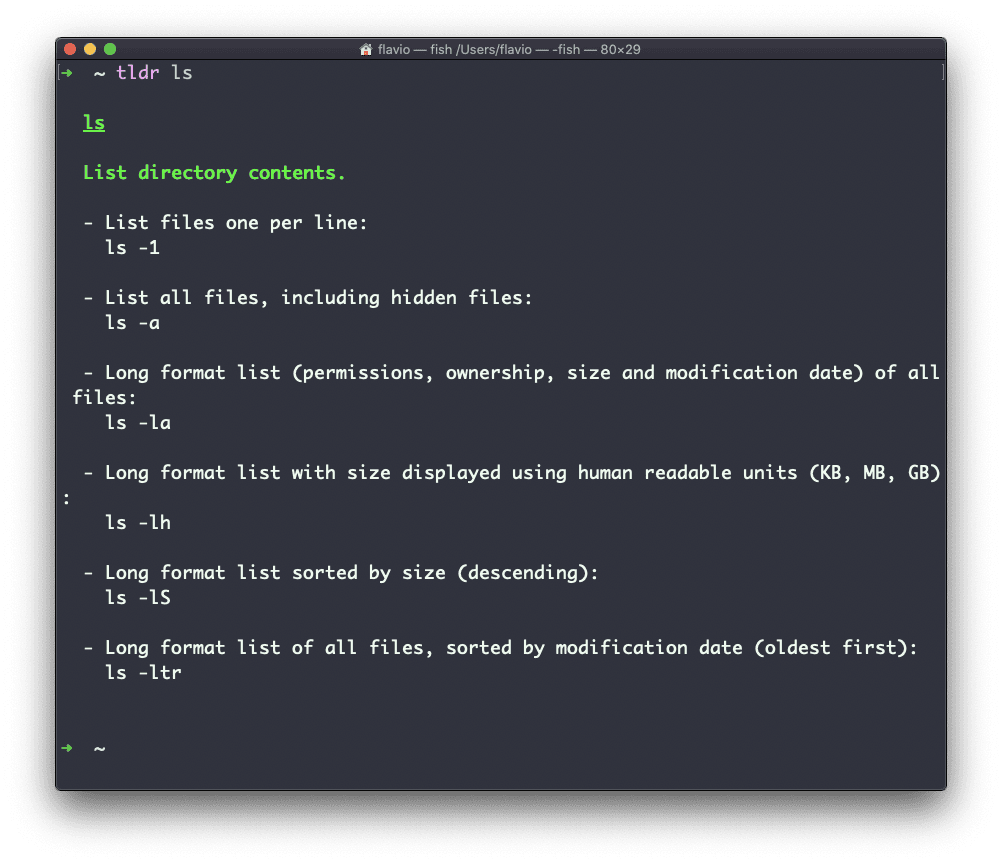 flavio — fish /Users/flavio — -fish — 80×29
➜ ~ tldr ls
ls
List directory contents.
- List files one per line:
ls -1
- List all files, including hidden files:
ls -a
- Long format list (permissions, ownership, size and modification date) of all
files:
ls -la
- Long format list with size displayed using human readable units (KB, MB, GB)
:
ls -lh
- Long format list sorted by size (descending):
ls -lS
- Long format list of all files, sorted by modification date (oldest first):
ls -ltr
➜ ~